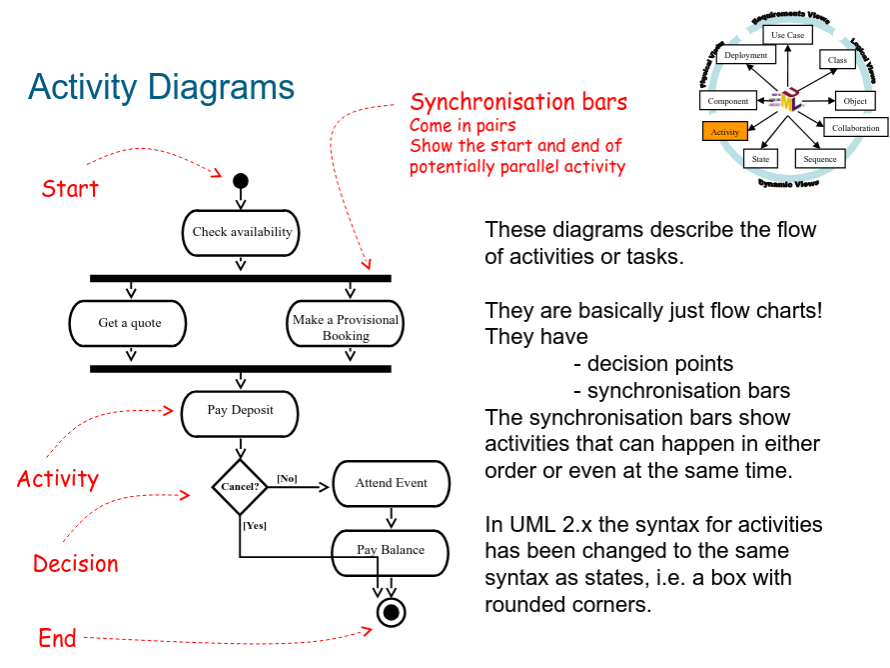 Activity Diagrams
Synchronisation bars
Come in pairs
Show the start and end of
potentially parallel activity
Requirements Views
Physical Views
Logical Views
Dynamic Views
Use Case
Deployment
Class
Component
UML
Object
Activity
Collaboration
State
Sequence
Start
Check availability
Get a quote
Make a Provisional
Booking
Pay Deposit
Activity
Cancel?
[No]
Attend Event
[Yes]
Pay Balance
Decision
End
These diagrams describe the flow
of activities or tasks.
They are basically just flow charts!
They have
- decision points
- synchronisation bars
The synchronisation bars show
activities that can happen in either
order or even at the same time.
In UML 2.x the syntax for activities
has been changed to the same
syntax as states, i.e. a box with
rounded corners.